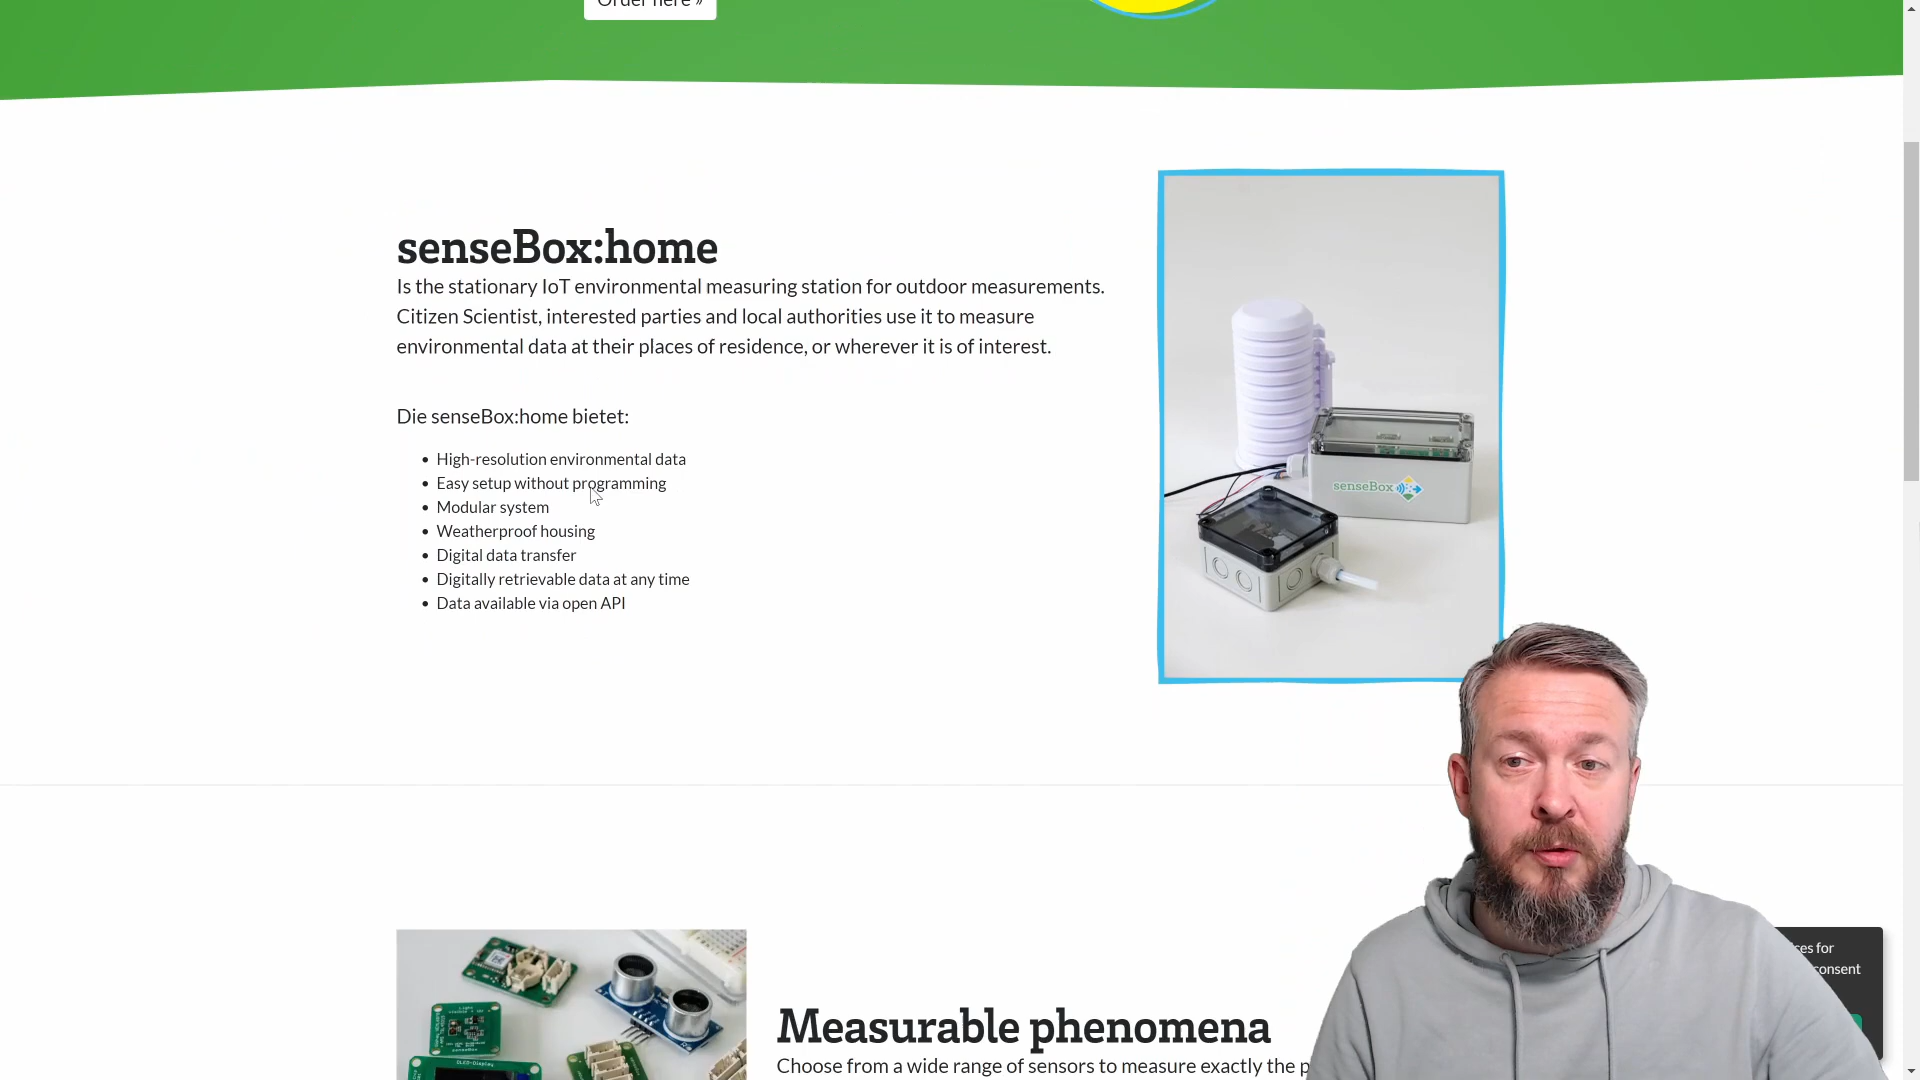 Order here »
senseBox:home
Is the stationary IoT environmental measuring station for outdoor measurements.
Citizen Scientist, interested parties and local authorities use it to measure
environmental data at their places of residence, or wherever it is of interest.
Die senseBox:home bietet:
• High-resolution environmental data
• Easy setup without programming
• Modular system
• Weatherproof housing
• Digital data transfer
• Digitally retrievable data at any time
• Data available via open API
senseBox
for
consent
OLED-Display
Measurable phenomena
Choose from a wide range of sensors to measure exactly the